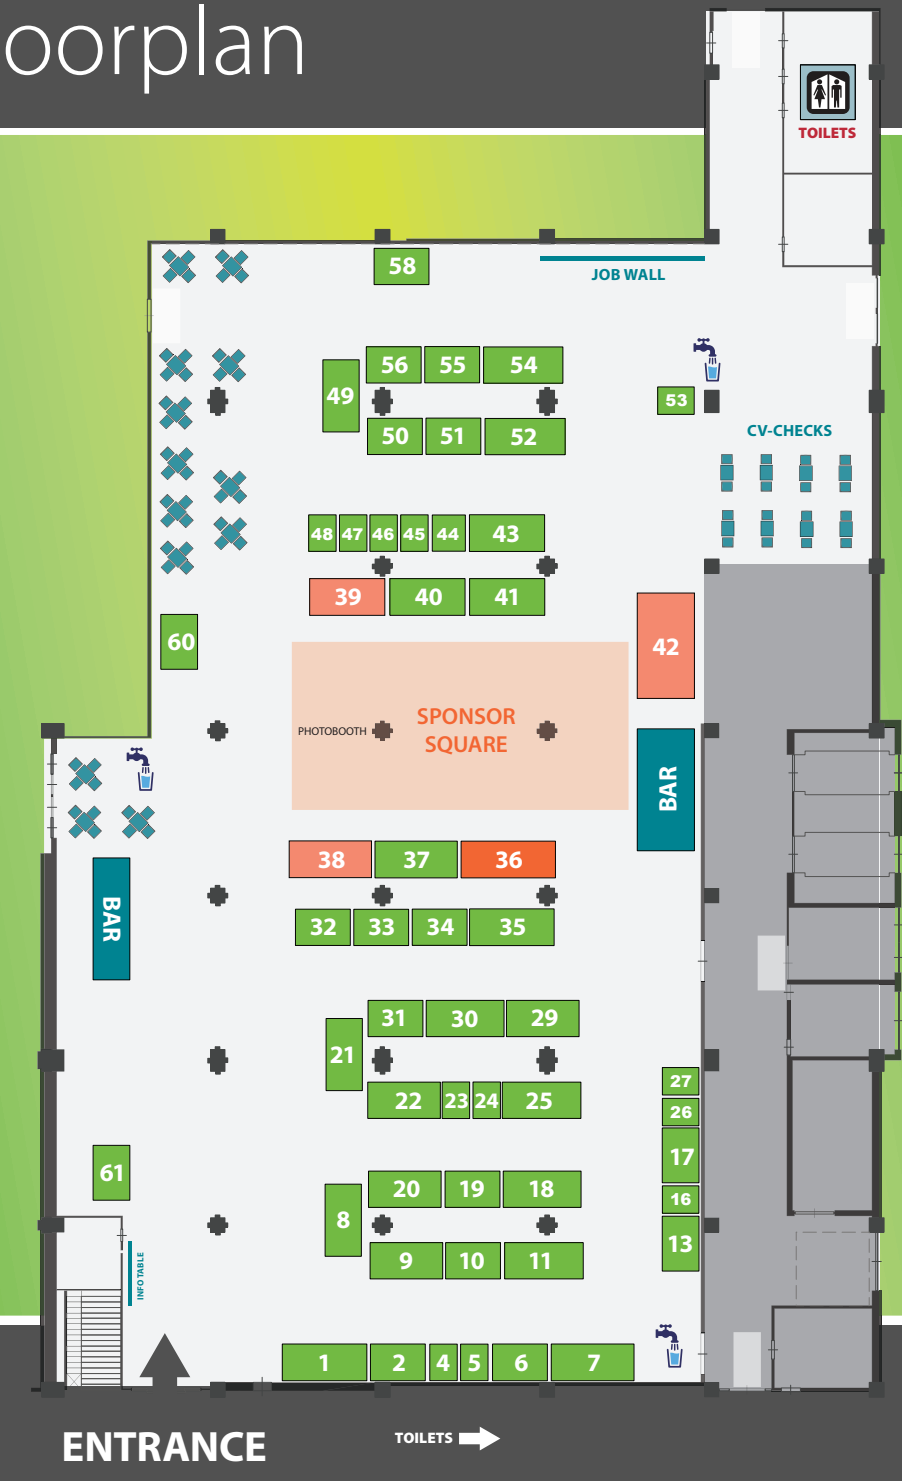 oorplan
TOILETS
58
JOB WALL
56 55 54
49
53
50 51 52
CV-CHECKS
48 47 46 45 44 43
39 40 41
60
42
SPONSOR
SQUARE
PHOTOBOOTH
BAR
38 37 36
BAR
32 33 34 35
31 30 29
21
27
22 23 24 25
26
17
61
20 19 18
16
8
13
9 10 11
INFO TABLE
1 2 4 5 6 7
ENTRANCE
TOILETS